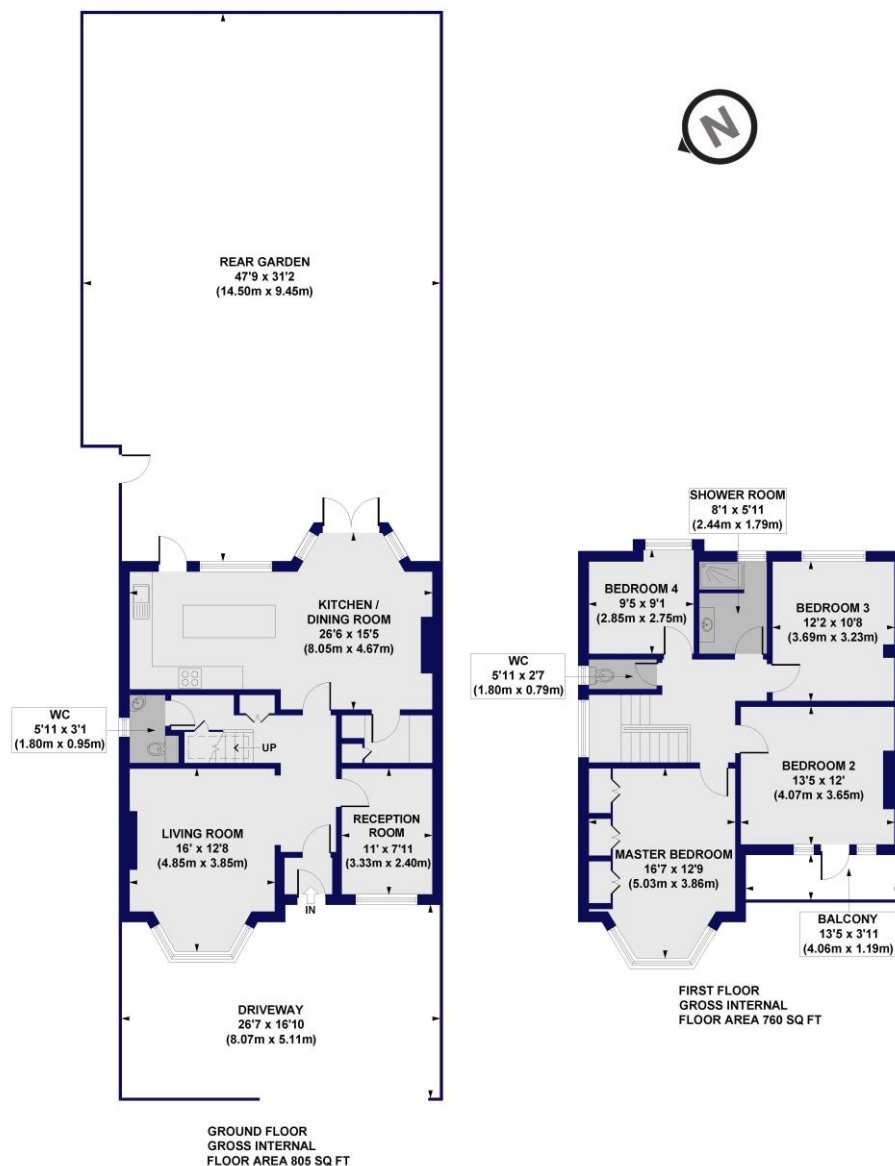 N
REAR GARDEN
47'9 x 31'2
(14.50m x 9.45m)
KITCHEN /
DINING ROOM
26'6 x 15'5
(8.05m x 4.67m)
WC
5'11 x 3'1
(1.80m x 0.95m)
UP
LIVING ROOM
16' x 12'8
(4.85m x 3.85m)
RECEPTION
ROOM
11' x 7'11
(3.33m x 2.40m)
IN
DRIVEWAY
26'7 x 16'10
(8.07m x 5.11m)
GROUND FLOOR
GROSS INTERNAL
FLOOR AREA 805 SQ FT
SHOWER ROOM
8'1 x 5'11
(2.44m x 1.79m)
BEDROOM 4
9'5 x 9'1
(2.85m x 2.75m)
BEDROOM 3
12'2 x 10'8
(3.69m x 3.23m)
WC
5'11 x 2'7
(1.80m x 0.79m)
BEDROOM 2
13'5 x 12'
(4.07m x 3.65m)
MASTER BEDROOM
16'7 x 12'9
(5.03m x 3.86m)
BALCONY
13'5 x 3'11
(4.06m x 1.19m)
FIRST FLOOR
GROSS INTERNAL
FLOOR AREA 760 SQ FT